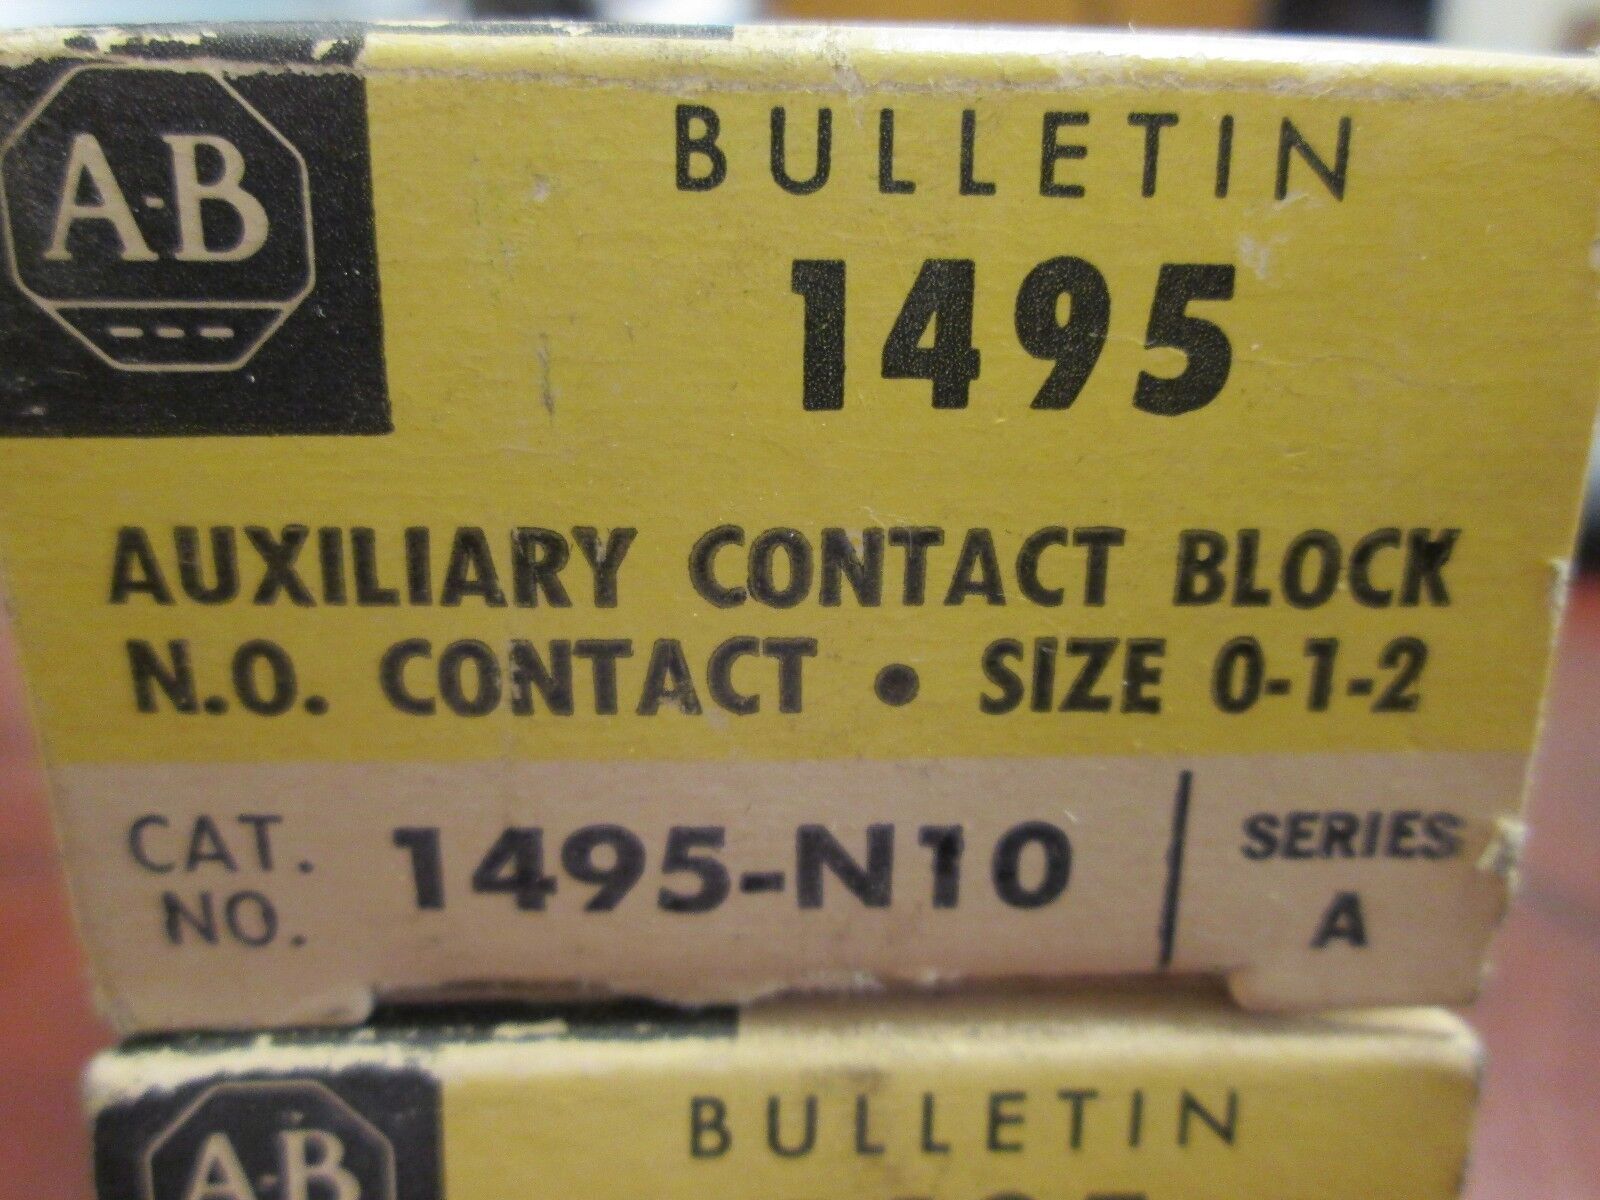 A-B
BULLETIN
1495
AUXILIARY CONTACT BLOCK
N.O. CONTACT • SIZE 0-1-2
CAT. NO. 1495-N10
SERIES A
A-B
BULLETIN